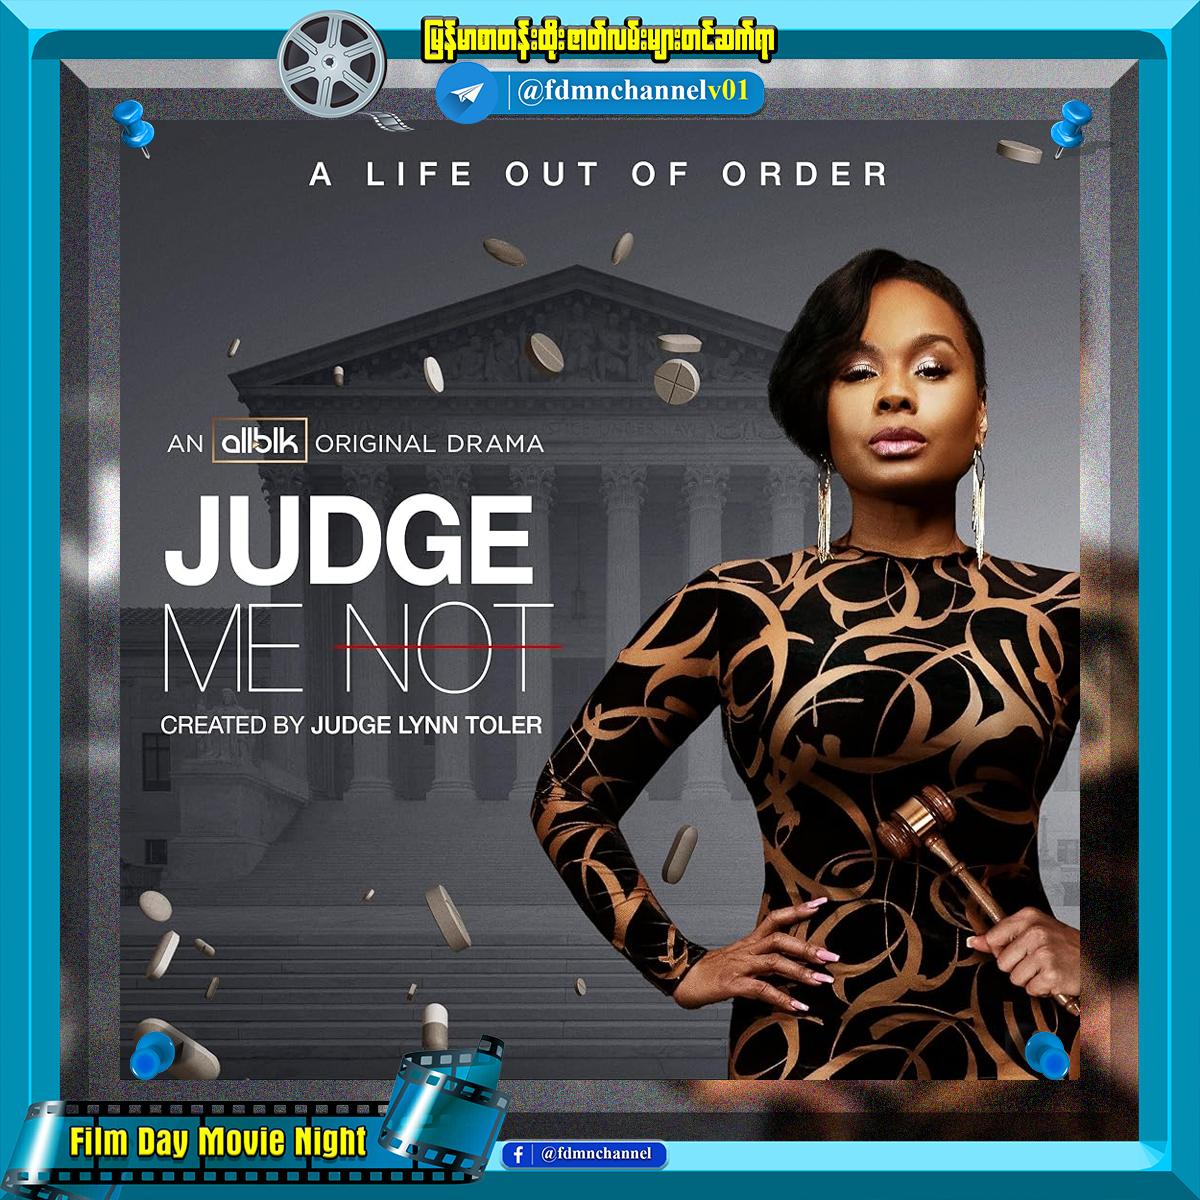 မြန်မာစာတန်းထိုး ဇာတ်လမ်းများတင်ဆက်ရာ
@fdmnchannelv01
A LIFE OUT OF ORDER
AN allblk ORIGINAL DRAMA
JUDGE
ME NOT
CREATED BY JUDGE LYNN TOLER
Film Day Movie Night
f @fdmnchannel